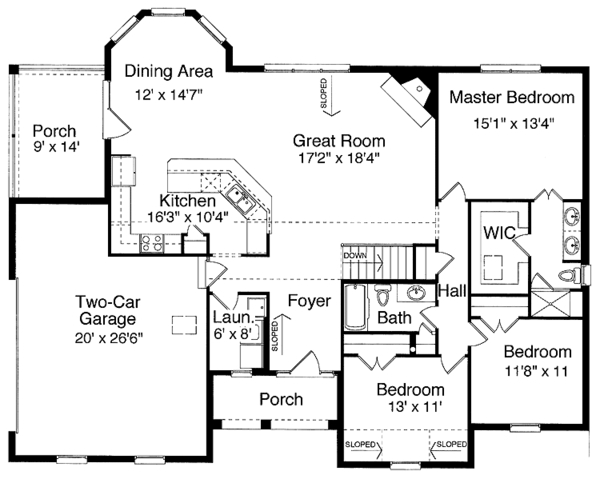 Dining Area
12' x 14'7"
SLOPED
Master Bedroom
15'1" x 13'4"
Porch
9' x 14'
Great Room
17'2" x 18'4"
Kitchen
16'3" x 10'4"
WIC
DOWN
Hall
Two-Car
Garage
20' x 26'6"
Laun.
6' x 8'
SLOPED
Foyer
Bath
Bedroom
11'8" x 11
Porch
Bedroom
13' x 11'
SLOPED
SLOPED